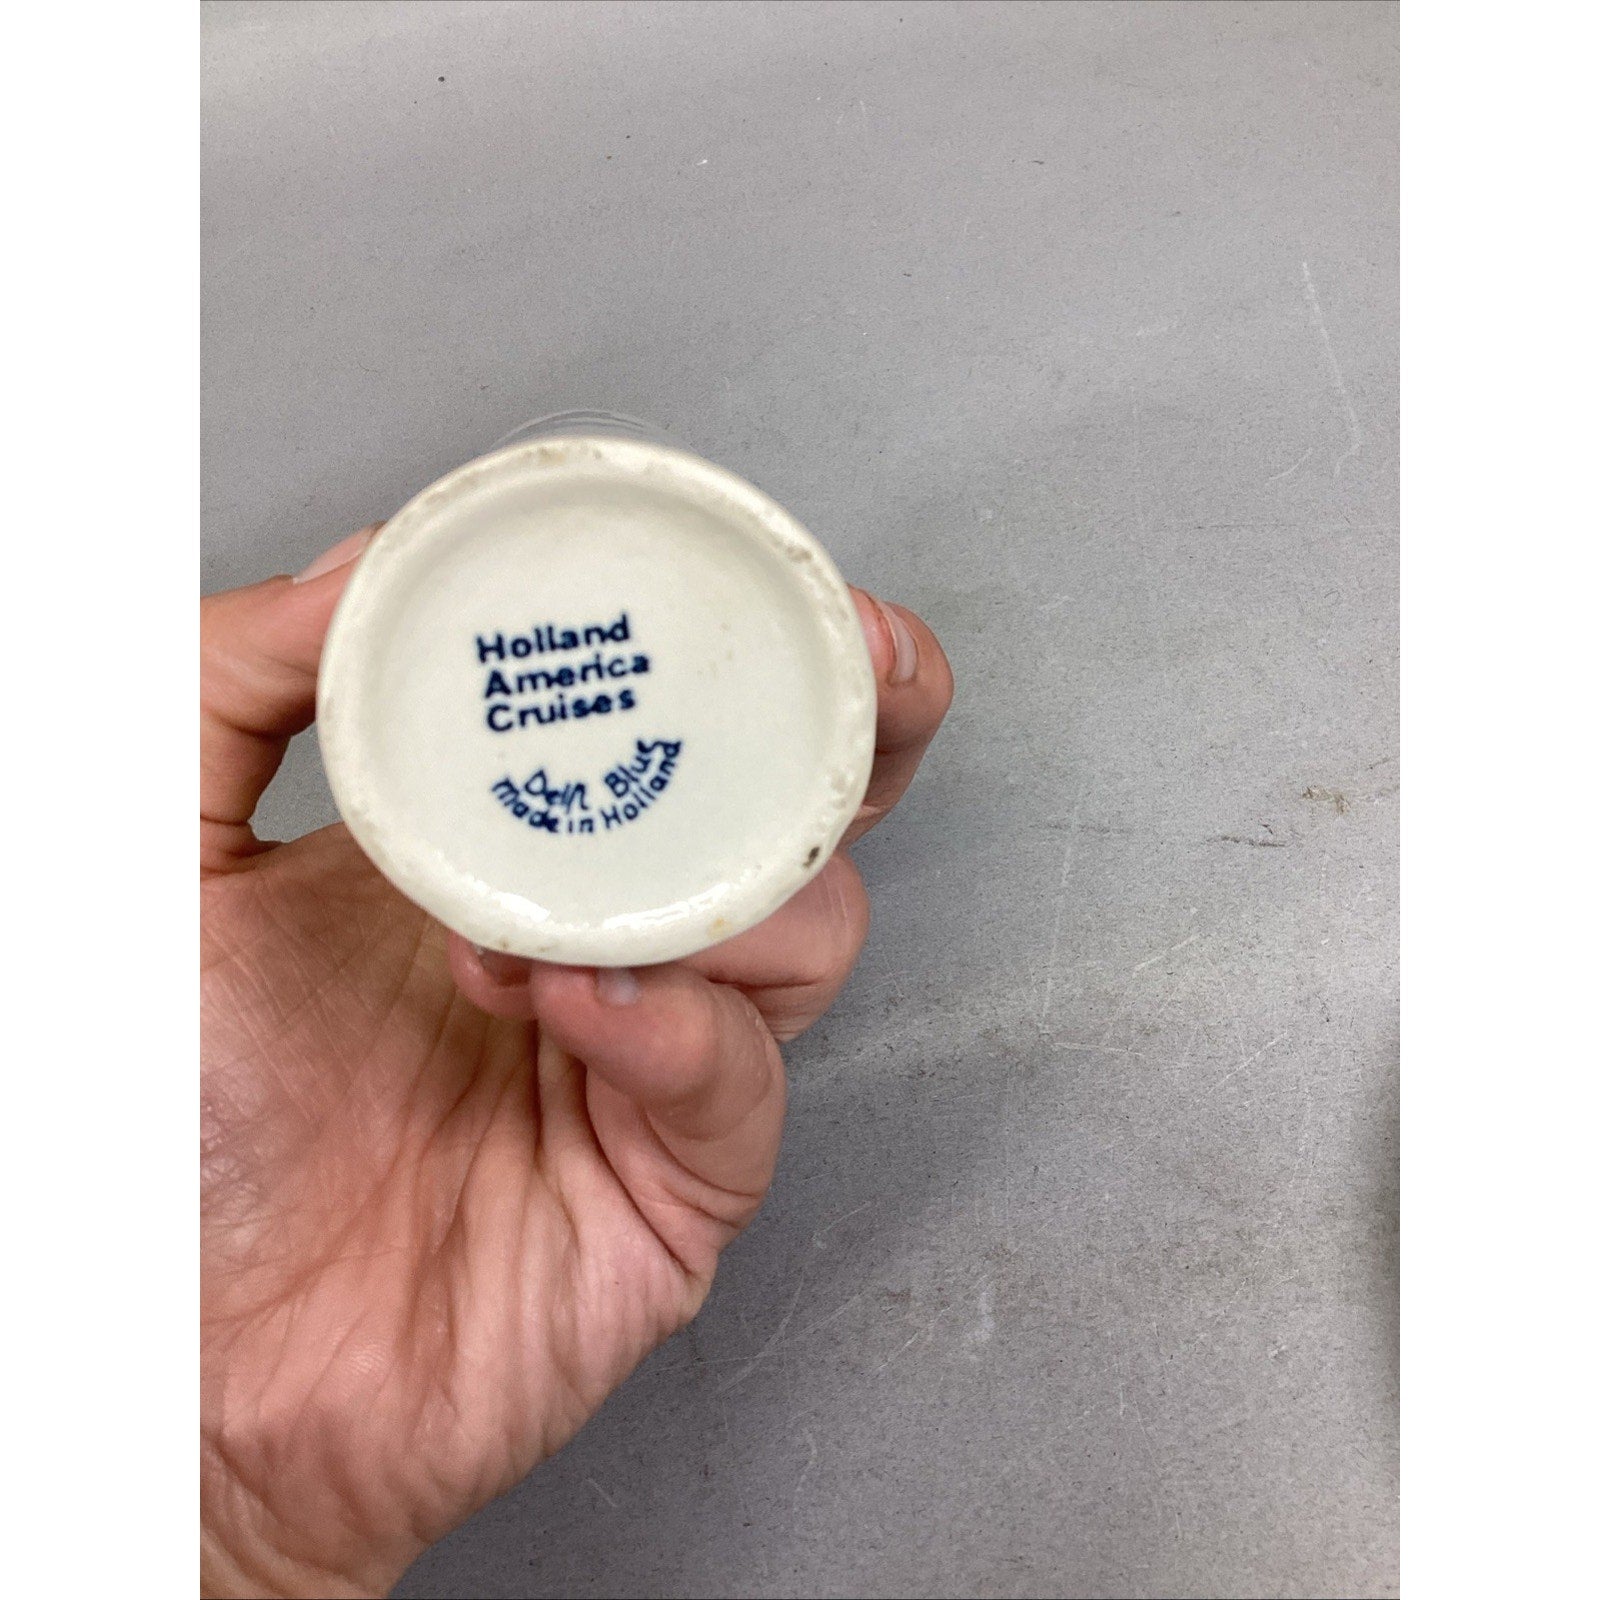 Holland
America
Cruises
Delft Blue
Made in Holland